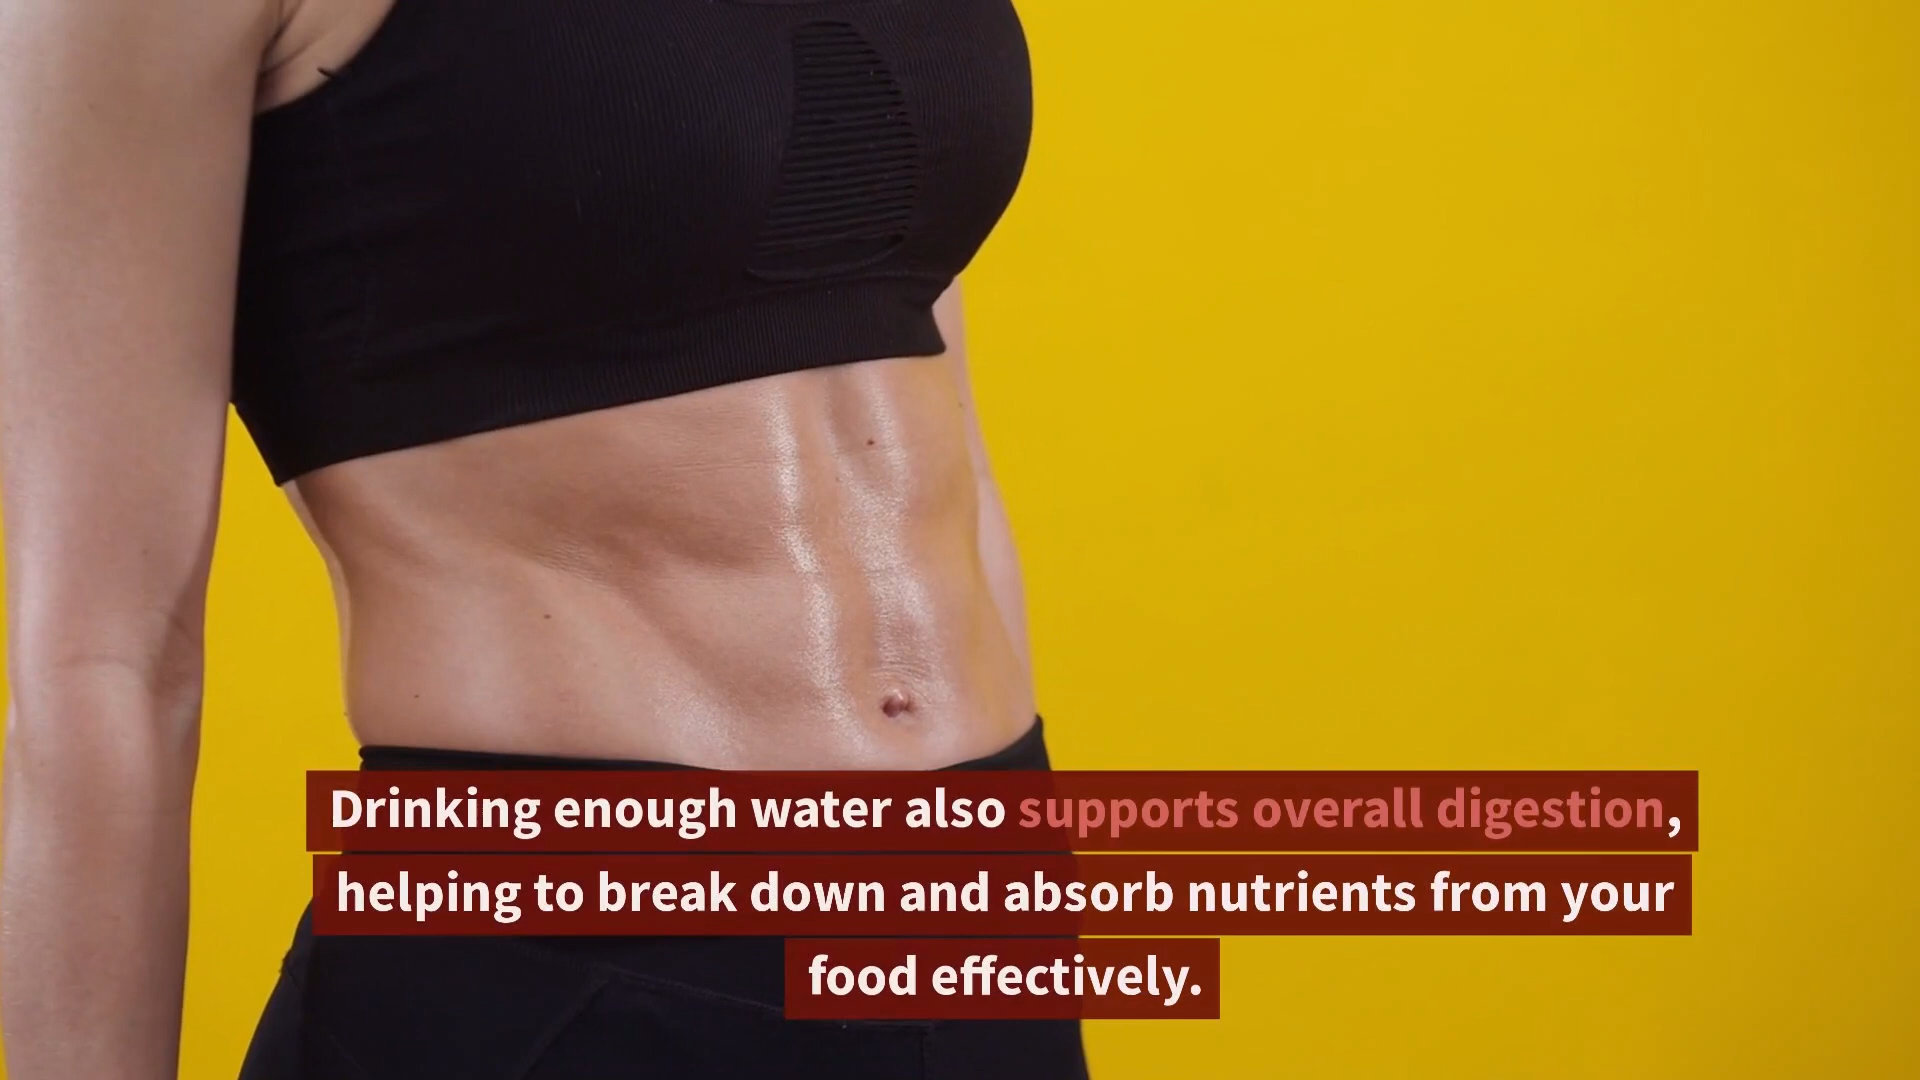 Drinking enough water also supports overall digestion,
helping to break down and absorb nutrients from your
food effectively.